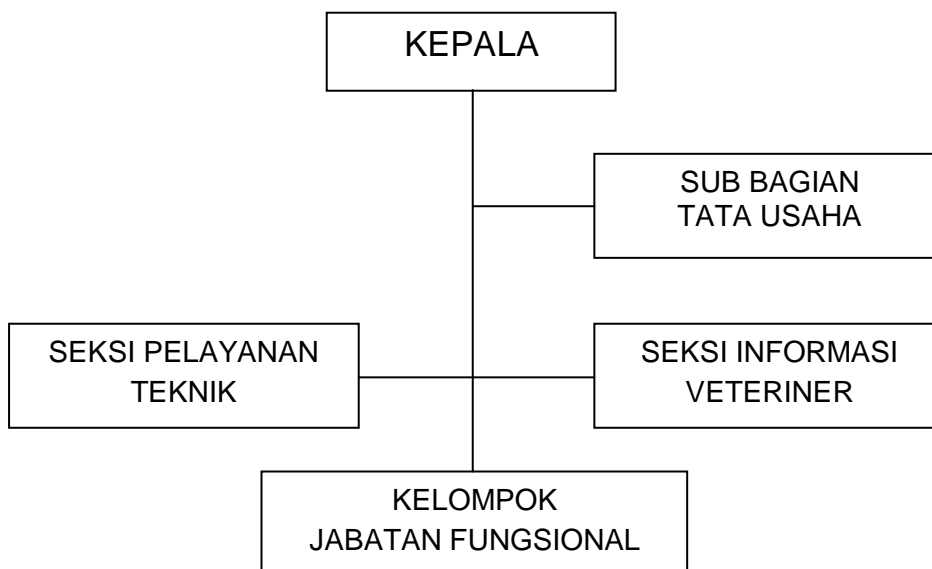 KEPALA
SUB BAGIAN
TATA USAHA
SEKSI PELAYANAN
TEKNIK
SEKSI INFORMASI
VETERINER
KELOMPOK
JABATAN FUNGSIONAL